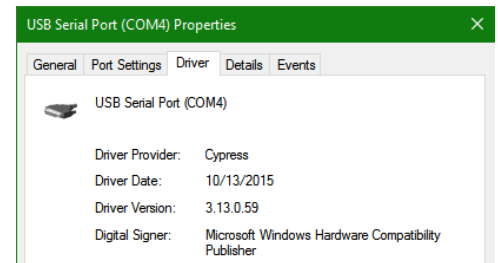 USB Serial Port (COM4) Properties
General Port Settings Driver Details Events
USB Serial Port (COM4)
Driver Provider: Cypress
Driver Date: 10/13/2015
Driver Version: 3.13.0.59
Digital Signer: Microsoft Windows Hardware Compatibility
Publisher